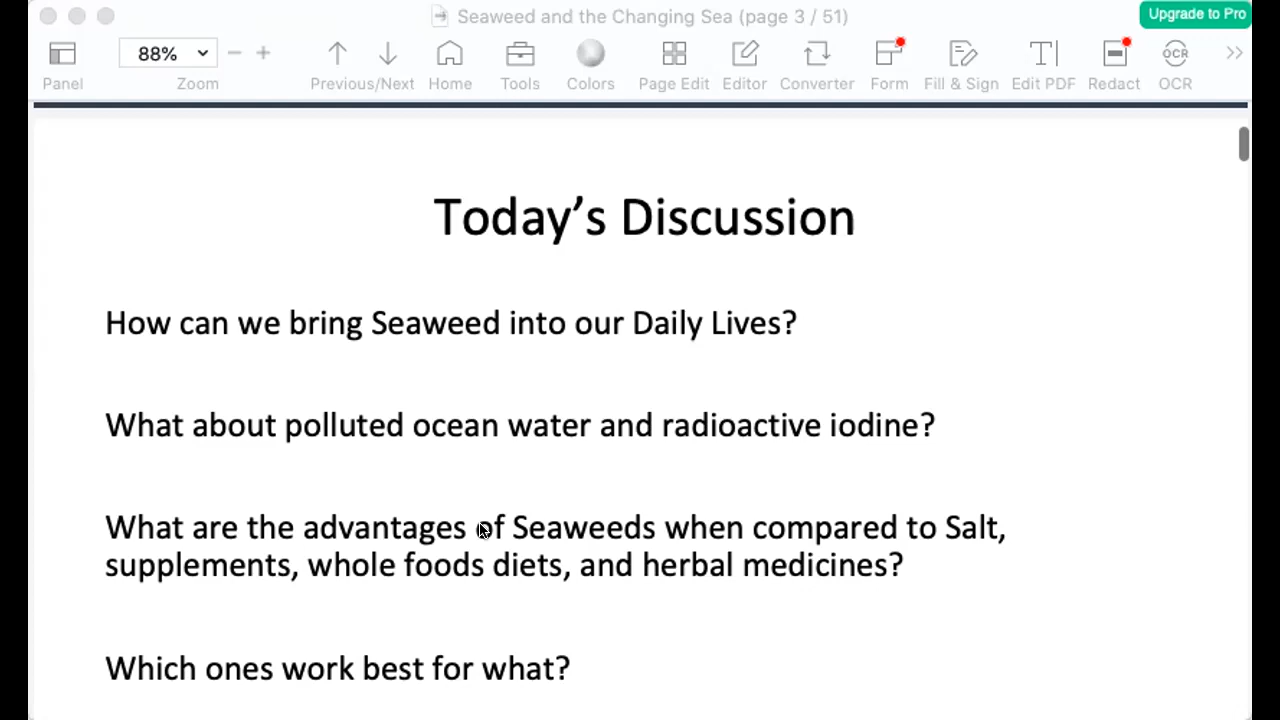 Seaweed and the Changing Sea (page 3 / 51)
Upgrade to Pro
88%
Panel Zoom Previous/Next Home Tools Colors Page Edit Editor Converter Form Fill & Sign Edit PDF Redact OCR
OCR
Today’s Discussion
How can we bring Seaweed into our Daily Lives?
What about polluted ocean water and radioactive iodine?
What are the advantages of Seaweeds when compared to Salt,
supplements, whole foods diets, and herbal medicines?
Which ones work best for what?